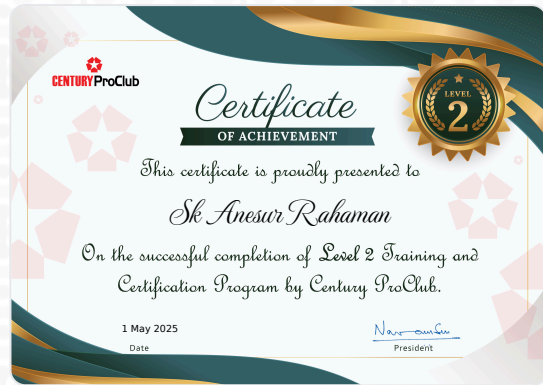 CENTURY ProClub
LEVEL
2
Certificate
OF ACHIEVEMENT
This certificate is proudly presented to
Sk Anesur Rahaman
On the successful completion of Level 2 Training and
Certification Program by Century ProClub.
1 May 2025
Date
President